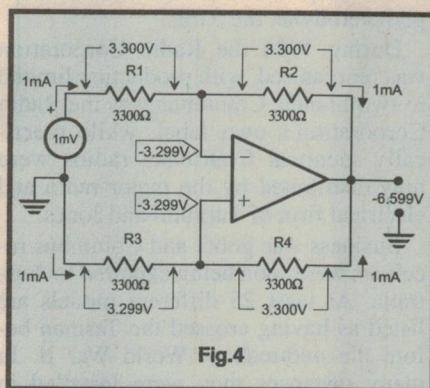 3.300V 3.300V
1mA R1 R2 1mA
+ 3300Ω 3300Ω
1mV -3.299V
-3.299V + -6.599V
R3 R4
1mA 3300Ω 3300Ω 1mA
3.299V 3.300V
Fig.4